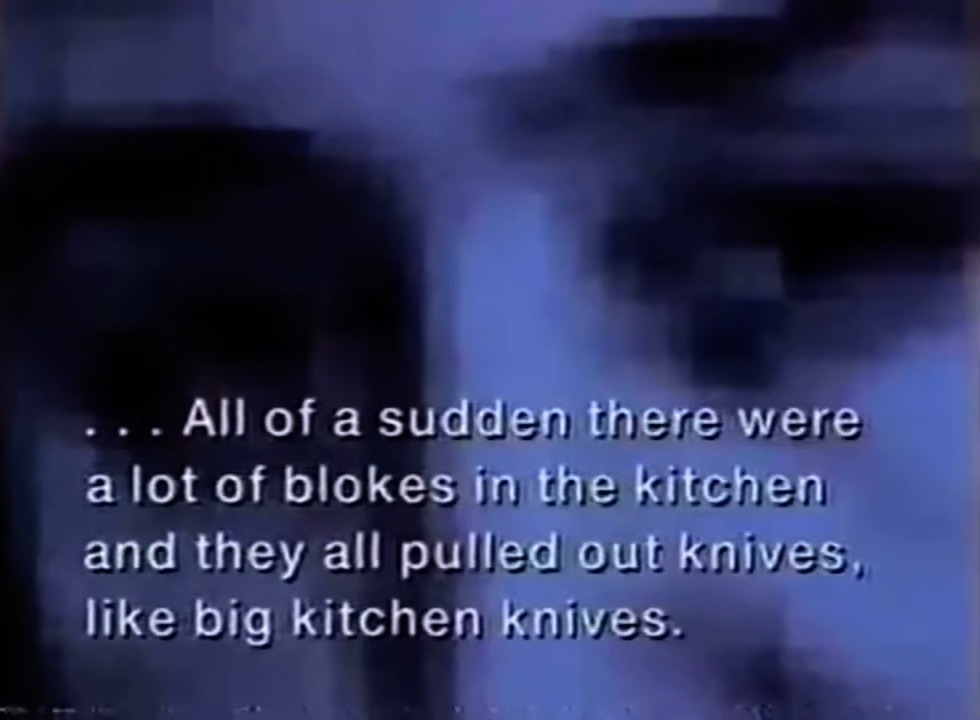 . . . All of a sudden there were
a lot of blokes in the kitchen
and they all pulled out knives,
like big kitchen knives.